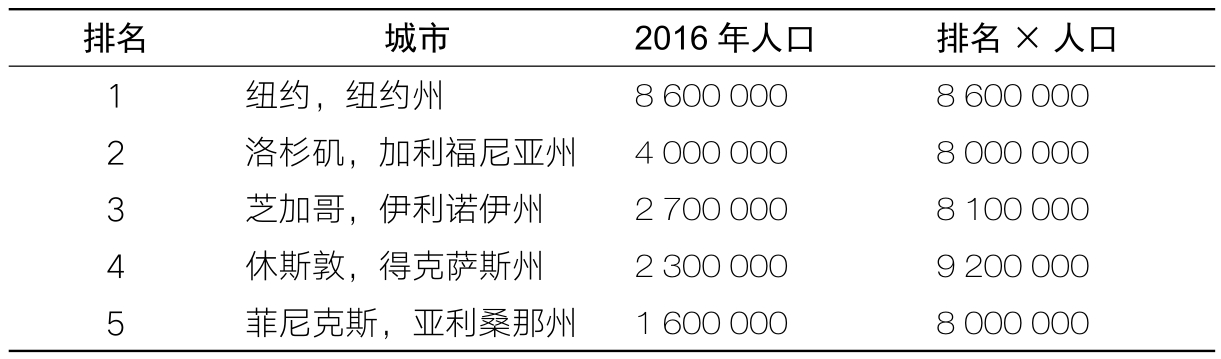 排名 城市 2016 年人口 排名 × 人口
1 纽约，纽约州 8 600 000 8 600 000
2 洛杉矶，加利福尼亚州 4 000 000 8 000 000
3 芝加哥，伊利诺伊州 2 700 000 8 100 000
4 休斯敦，得克萨斯州 2 300 000 9 200 000
5 菲尼克斯，亚利桑那州 1 600 000 8 000 000